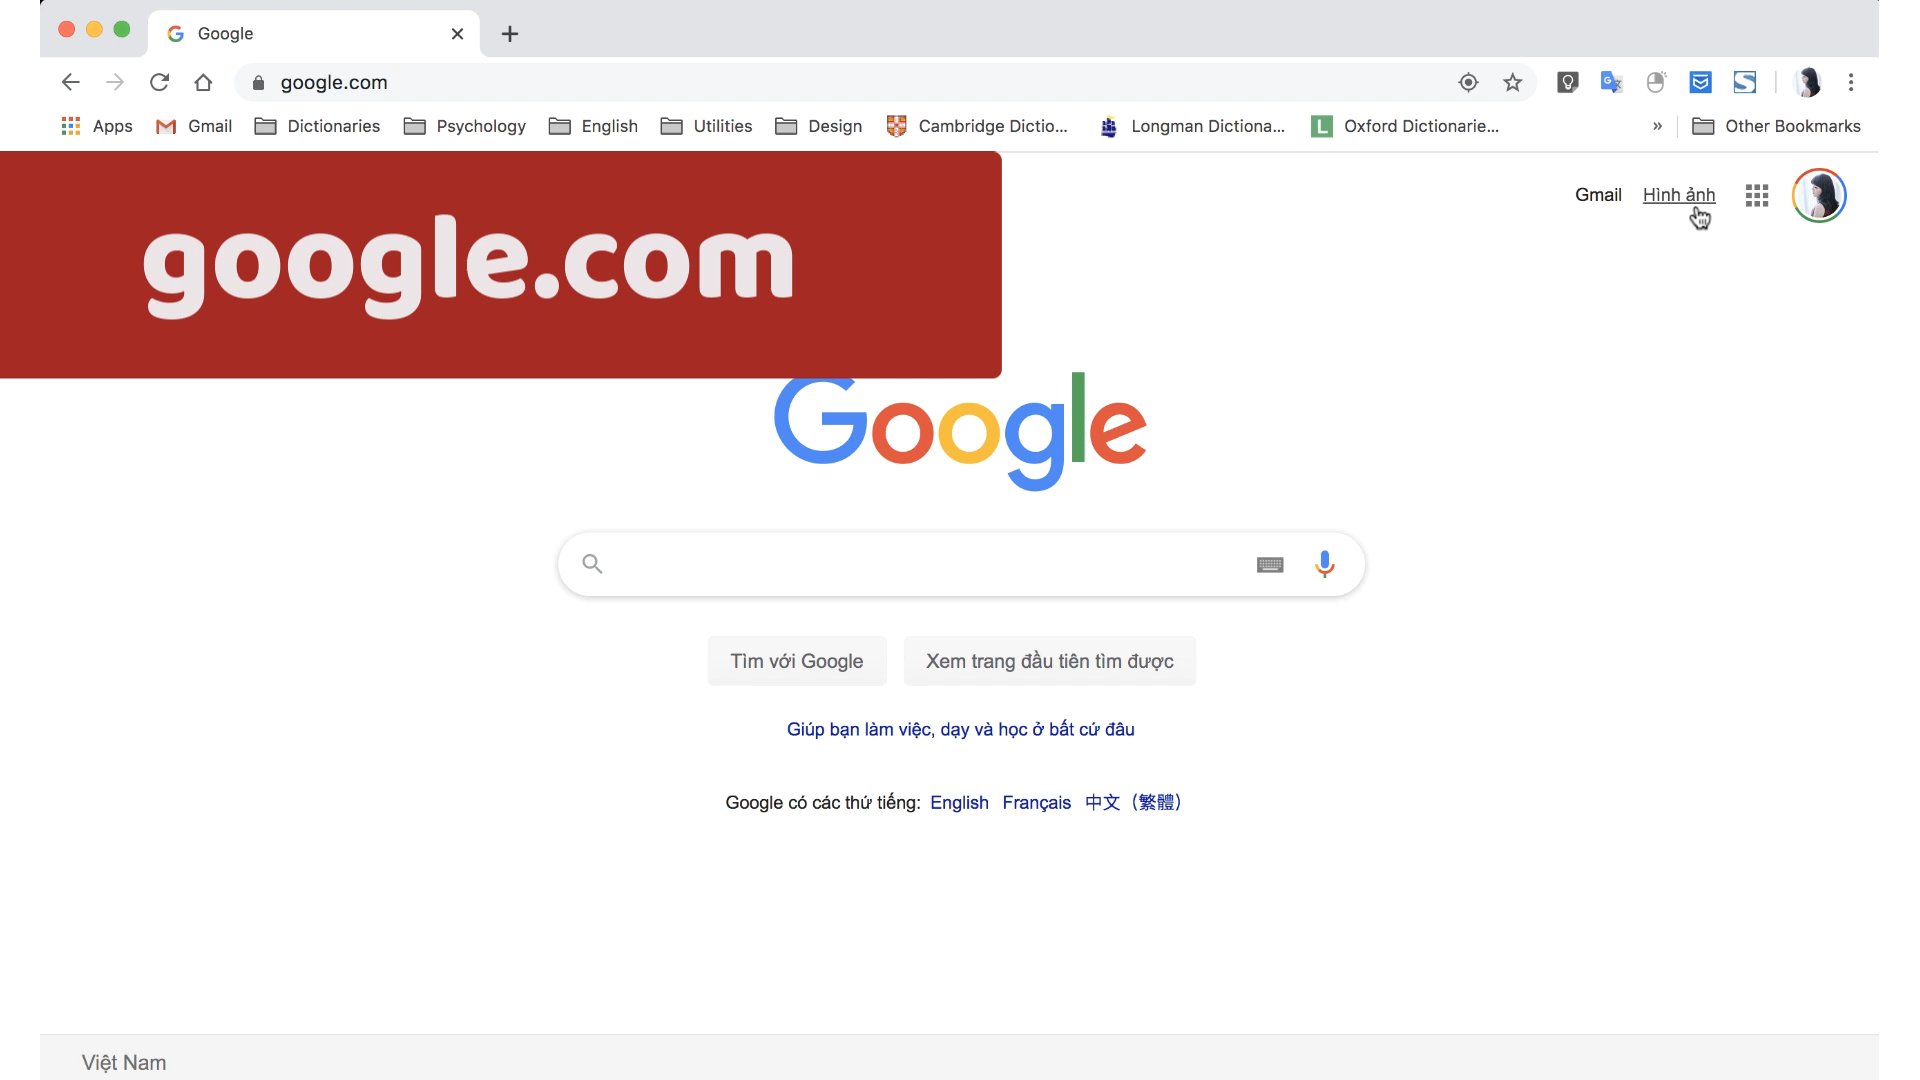 Google
google.com
Apps Gmail Dictionaries Psychology English Utilities Design Cambridge Dictio... Longman Dictiona... L Oxford Dictionarie... » Other Bookmarks
google.com
Gmail Hình ảnh
Google
Tìm với Google Xem trang đầu tiên tìm được
Giúp bạn làm việc, dạy và học ở bất cứ đâu
Google có các thứ tiếng: English Français 中文（繁體）
Việt Nam